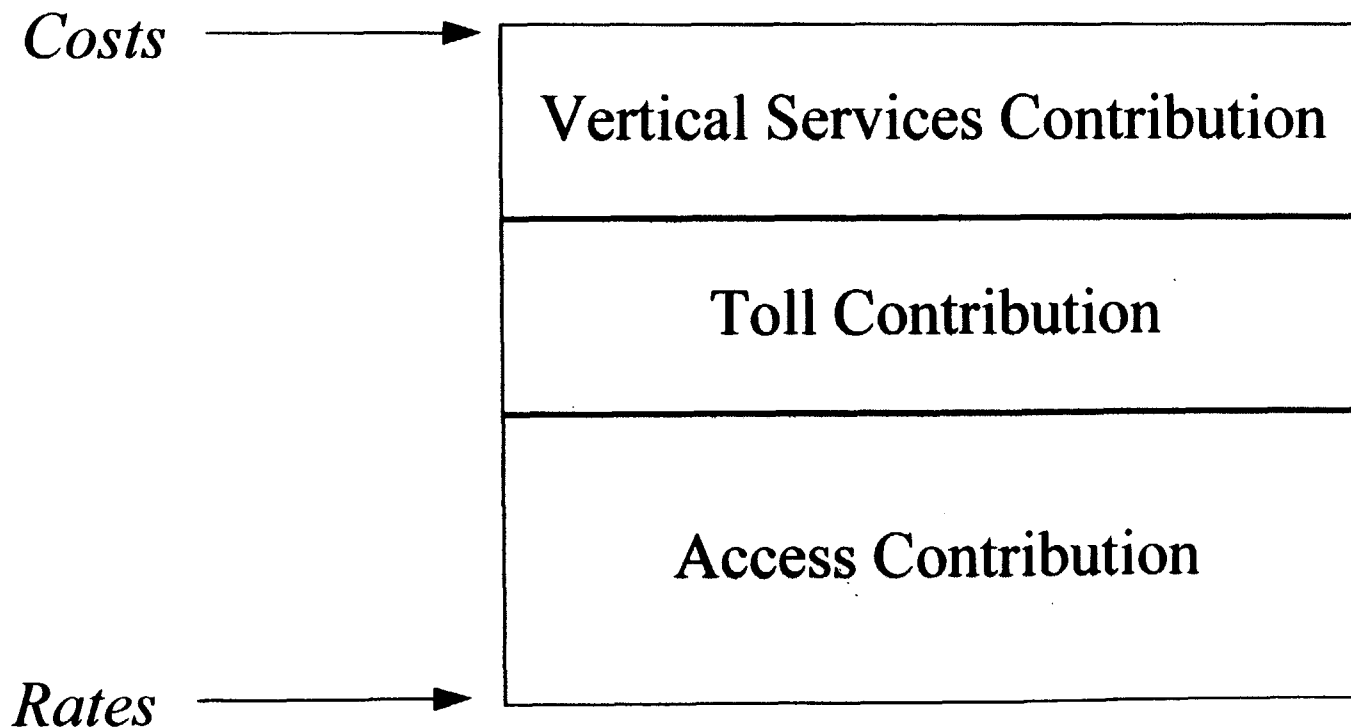 Costs
Vertical Services Contribution
Toll Contribution
Access Contribution
Rates